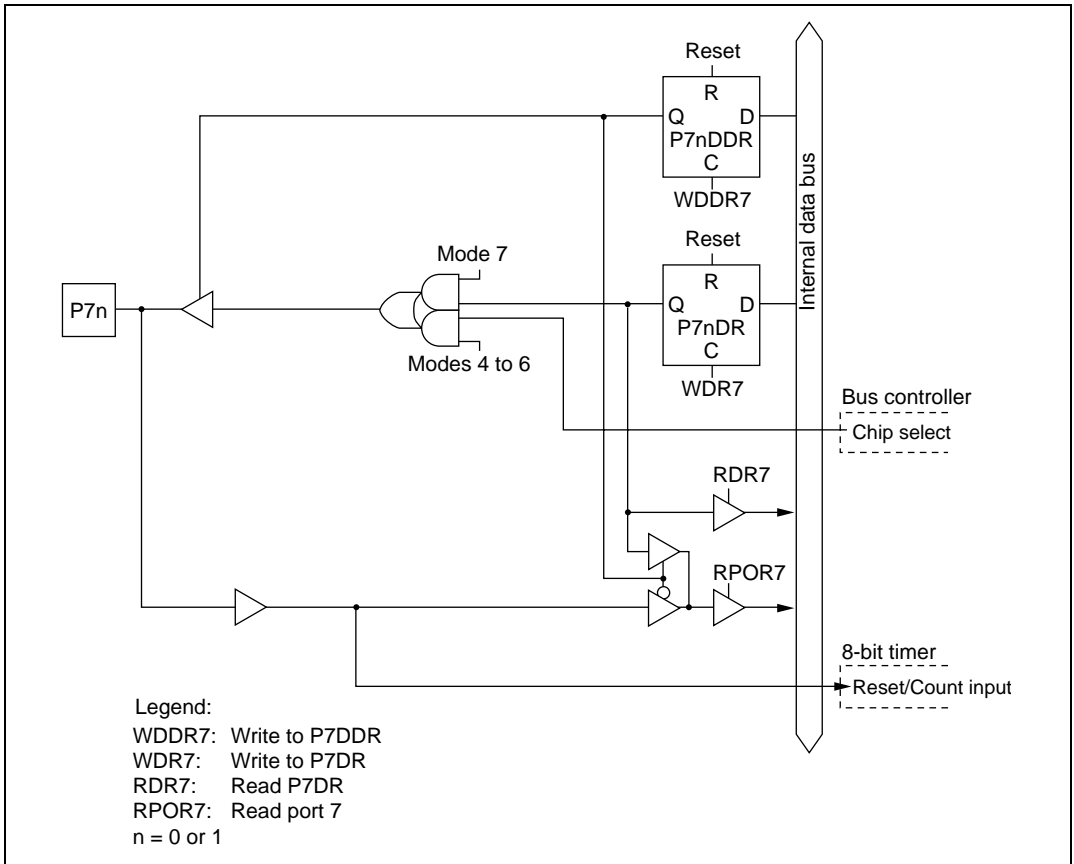 Reset
R
Q D
P7nDDR
C
WDDR7
Internal data bus
Reset
R
Q D
P7nDR
C
WDR7
Mode 7
P7n
Modes 4 to 6
Bus controller
Chip select
RDR7
RPOR7
8-bit timer
Reset/Count input
Legend:
WDDR7: Write to P7DDR
WDR7: Write to P7DR
RDR7: Read P7DR
RPOR7: Read port 7
n = 0 or 1